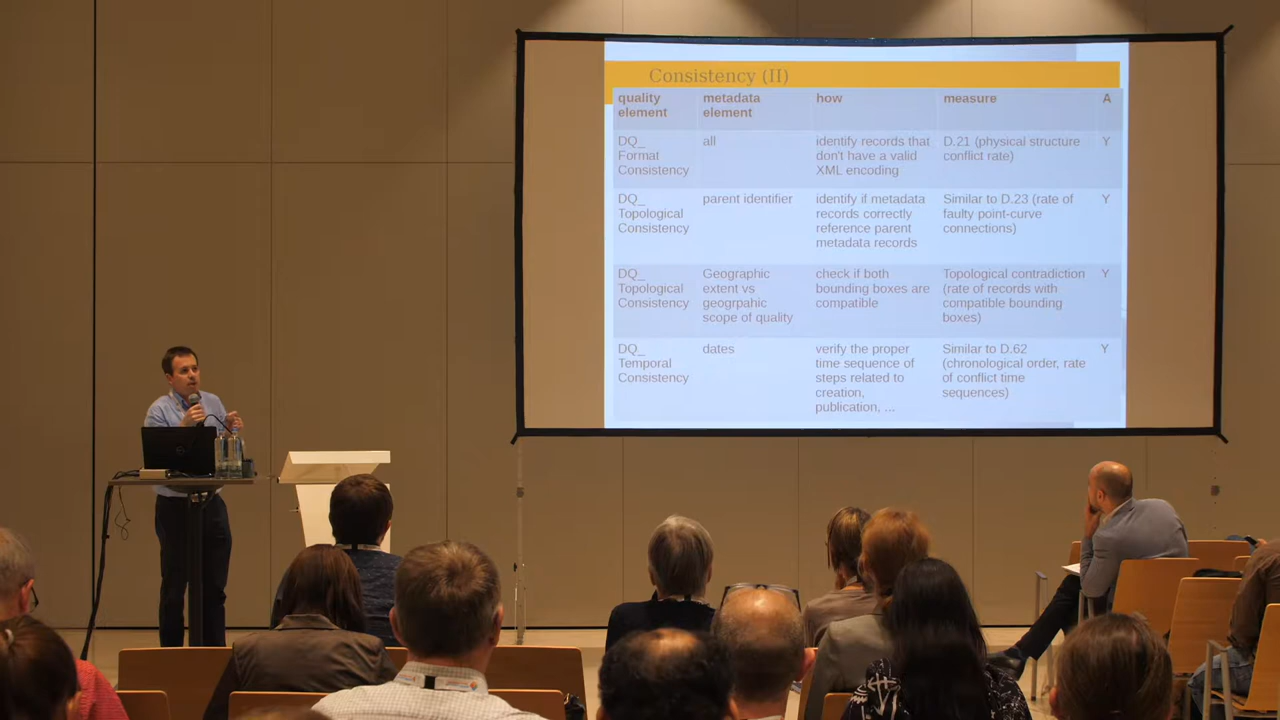 Consistency (II)
quality element
metadata element
how
measure
A
DQ_
Format
Consistency
all
identify records that
don't have a valid
XML encoding
D.21 (physical structure
conflict rate)
Y
DQ_
Topological
Consistency
parent identifier
identify if metadata
records correctly
reference parent
metadata records
Similar to D.23 (rate of
faulty point-curve
connections)
Y
DQ_
Topological
Consistency
Geographic
extent vs
geogrpahic
scope of quality
check if both
bounding boxes are
compatible
Topological contradiction
(rate of records with
compatible bounding
boxes)
Y
DQ_
Temporal
Consistency
dates
verify the proper
time sequence of
steps related to
creation,
publication, ...
Similar to D.62
(chronological order, rate
of conflict time
sequences)
Y